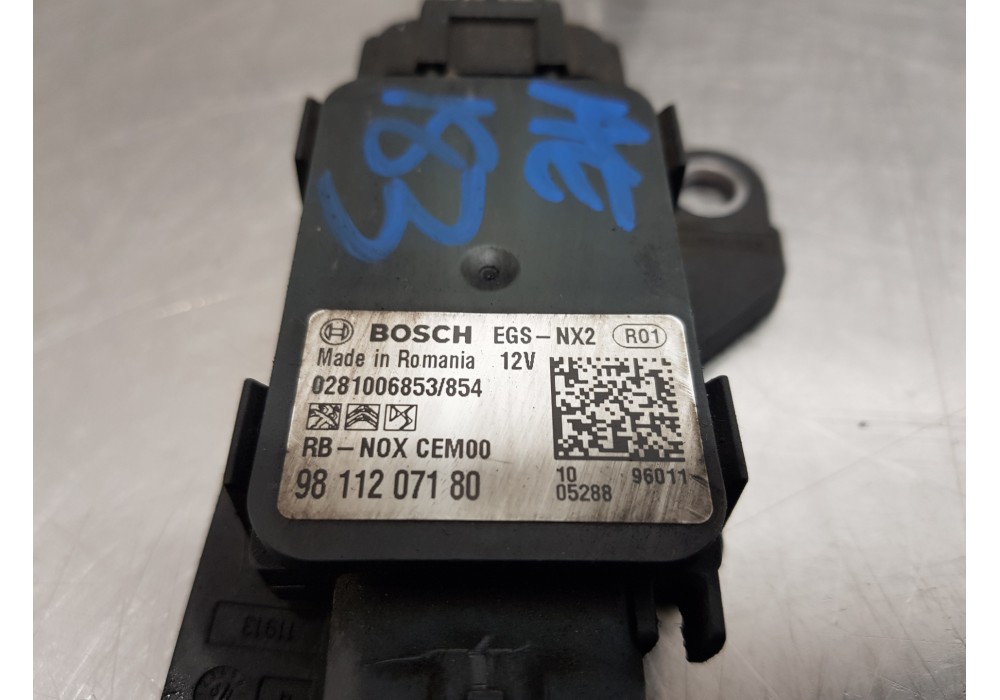 BOSCH EGS-NX2 R01
Made in Romania 12V
0281006853/854
RB-NOX CEM00
98 112 071 80
10 96011
05288
11913